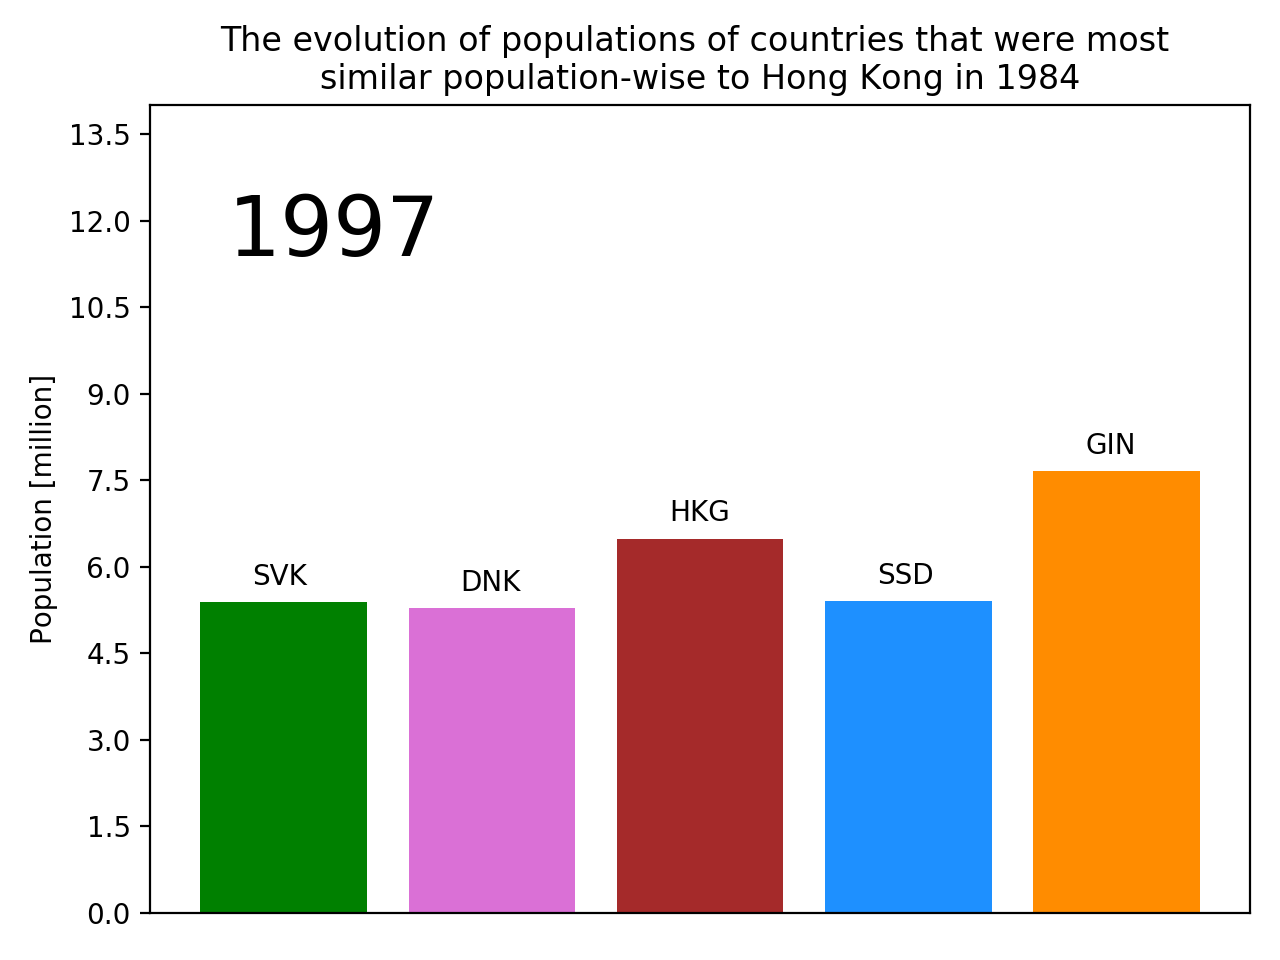 The evolution of populations of countries that were most
similar population-wise to Hong Kong in 1984
13.5
12.0
10.5
9.0
7.5
6.0
4.5
3.0
1.5
0.0
Population [million]
1997
SVK
DNK
HKG
SSD
GIN